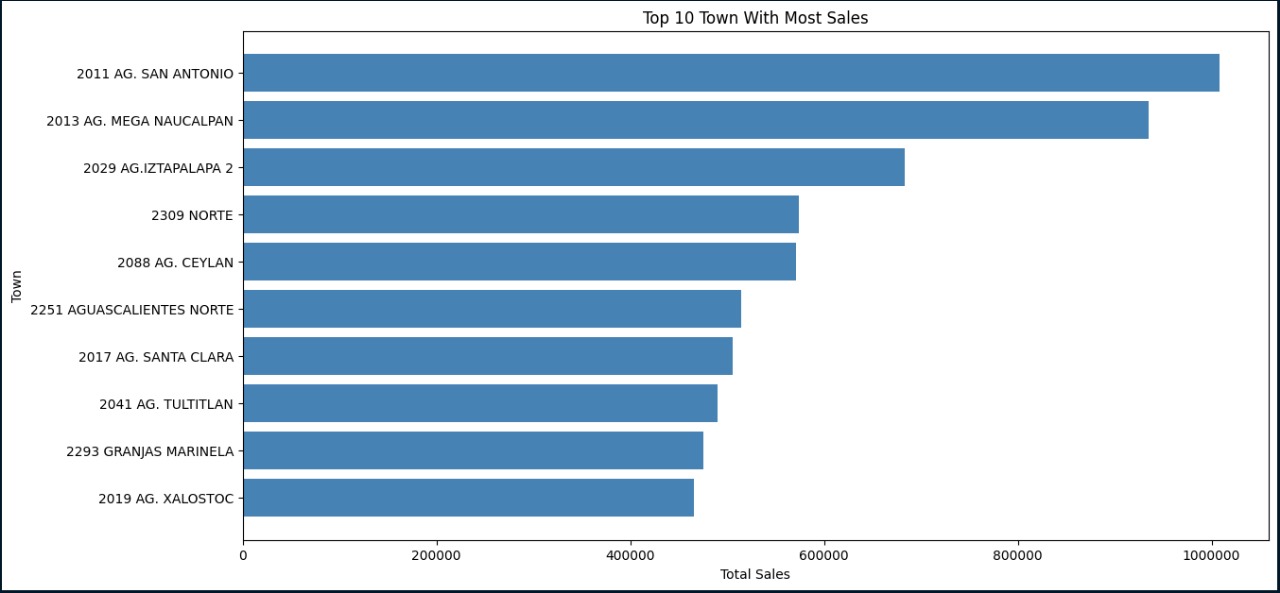 Top 10 Town With Most Sales
Town
2011 AG. SAN ANTONIO
2013 AG. MEGA NAUCALPAN
2029 AG.IZTAPALAPA 2
2309 NORTE
2088 AG. CEYLAN
2251 AGUASCALIENTES NORTE
2017 AG. SANTA CLARA
2041 AG. TULTITLAN
2293 GRANJAS MARINELA
2019 AG. XALOSTOC
0 200000 400000 600000 800000 1000000
Total Sales